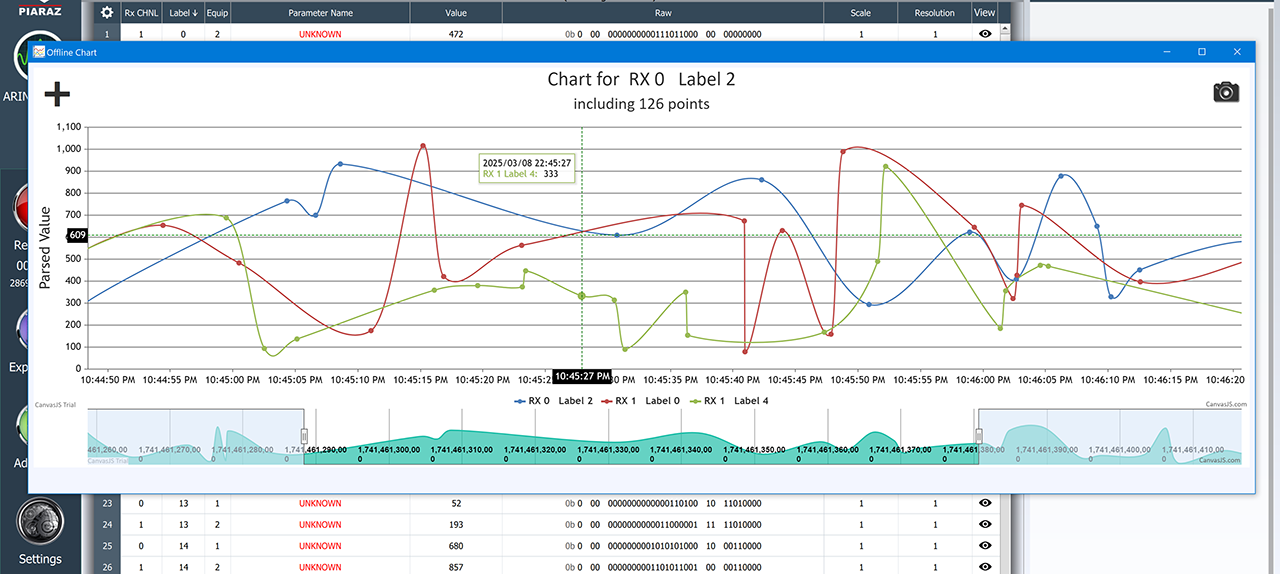 PIARAZ
Rx CHNL Label ↓ Equip Parameter Name Value Raw Scale Resolution View
1 1 0 2 UNKNOWN 472 0b 0 00 0000000000111011000 00 00000000 1 1
Offline Chart
ARIN
Chart for RX 0 Label 2
including 126 points
1,100
1,000
900
800
700
609
500
400
300
200
100
0
Parsed Value
2025/03/08 22:45:27
RX 1 Label 4: 333
10:44:50 PM 10:44:55 PM 10:45:00 PM 10:45:05 PM 10:45:10 PM 10:45:15 PM 10:45:20 PM 10:45:2 10:45:27 PM 30 PM 10:45:35 PM 10:45:40 PM 10:45:45 PM 10:45:50 PM 10:45:55 PM 10:46:00 PM 10:46:05 PM 10:46:10 PM 10:46:15 PM 10:46:20
RX 0 Label 2 RX 1 Label 0 RX 1 Label 4
CanvasJS Trial CanvasJS.com
461,260,00 1,741,461,270,00 1,741,461,280,00 1,741,461,290,00 1,741,461,300,00 1,741,461,310,00 1,741,461,320,00 1,741,461,330,00 1,741,461,340,00 1,741,461,350,00 1,741,461,360,00 1,741,461,370,00 1,741,461,380,00 1,741,461,390,00 1,741,461,400,00 1,741,461,410,00
0 0 0 0 0 0 0 0 0 0 0 0 0 0 0
CanvasJS Trial CanvasJS.com
Re
00
2869
Exp
Ad
23 0 13 1 UNKNOWN 52 0b 0 00 0000000000000110100 10 11010000 1 1
24 1 13 2 UNKNOWN 193 0b 0 00 0000000000011000001 11 11010000 1 1
25 0 14 1 UNKNOWN 680 0b 0 00 0000000001010101000 10 00110000 1 1
26 1 14 2 UNKNOWN 857 0b 0 00 0000000001101011001 00 00110000 1 1
Settings